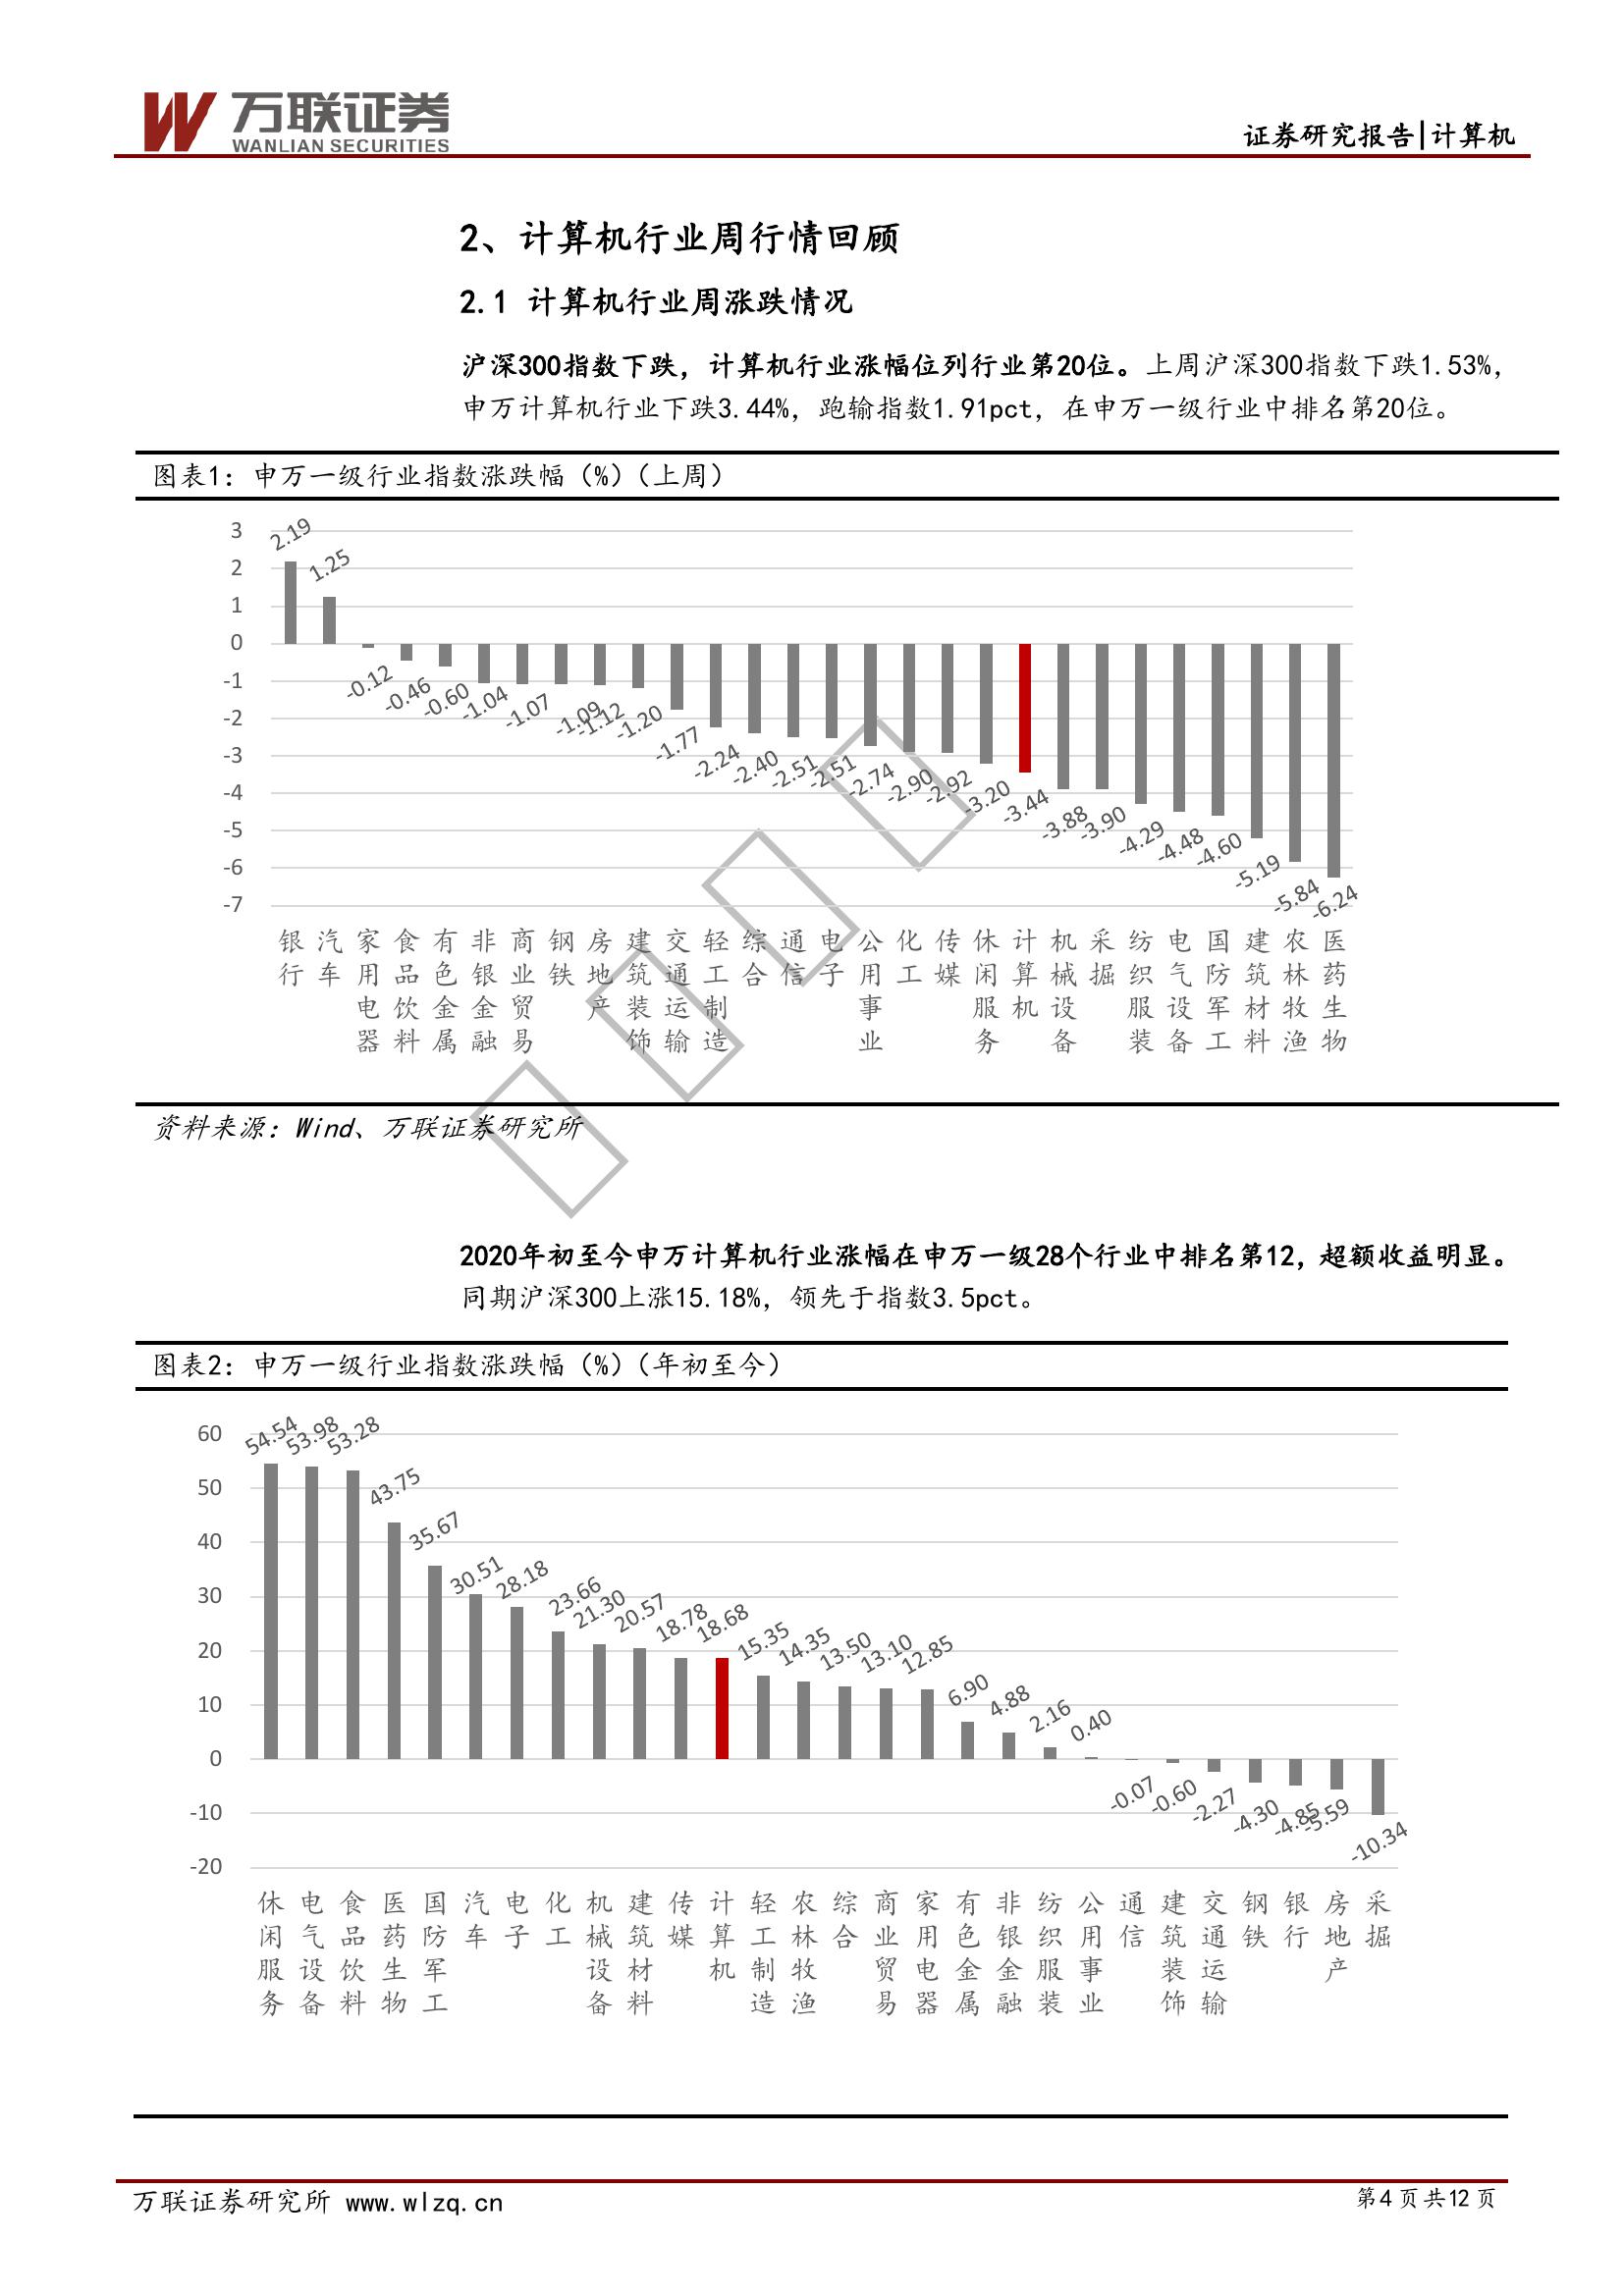 万联证券
WANLIAN SECURITIES
证券研究报告|计算机
2、计算机行业周行情回顾
2.1 计算机行业周涨跌情况
沪深300指数下跌，计算机行业涨幅位列行业第20位。上周沪深300指数下跌1.53%，
申万计算机行业下跌3.44%，跑输指数1.91pct，在申万一级行业中排名第20位。
图表1：申万一级行业指数涨跌幅（%）（上周）
3
2
1
0
-1
-2
-3
-4
-5
-6
-7
2.19 1.25 -0.12 -0.46 -0.60 -1.04 -1.07 -1.09 -1.12 -1.20 -1.77 -2.24 -2.40 -2.51 -2.51 -2.74 -2.90 -2.92 -3.20 -3.44 -3.88 -3.90 -4.29 -4.48 -4.60 -5.19 -5.84 -6.24
银行 汽车 家用电器 食品饮料 有色金属 非银金融 商业贸易 钢铁 房地产 建筑装饰 交通运输 轻工制造 综合 通信 电子 公用事业 化工 传媒 休闲服务 计算机 机械设备 采掘 纺织服装 电气设备 国防军工 建筑材料 农林牧渔 医药生物
资料来源：Wind、万联证券研究所
2020年初至今申万计算机行业涨幅在申万一级28个行业中排名第12，超额收益明显。
同期沪深300上涨15.18%，领先于指数3.5pct。
图表2：申万一级行业指数涨跌幅（%）（年初至今）
60
50
40
30
20
10
0
-10
-20
54.54 53.98 53.28 43.75 35.67 30.51 28.18 23.66 21.30 20.57 18.78 18.68 15.35 14.35 13.50 13.10 12.85 6.90 4.88 2.16 0.40 -0.07 -0.60 -2.27 -4.30 -4.85 -5.59 -10.34
休闲服务 电气设备 食品饮料 医药生物 国防军工 汽车 电子 化工 机械设备 建筑材料 传媒 计算机 轻工制造 农林牧渔 综合 商业贸易 家用电器 有色金属 非银金融 纺织服装 公用事业 通信 建筑装饰 交通运输 钢铁 银行 房地产 采掘
万联证券研究所 www.wlzq.cn
第4页共12页